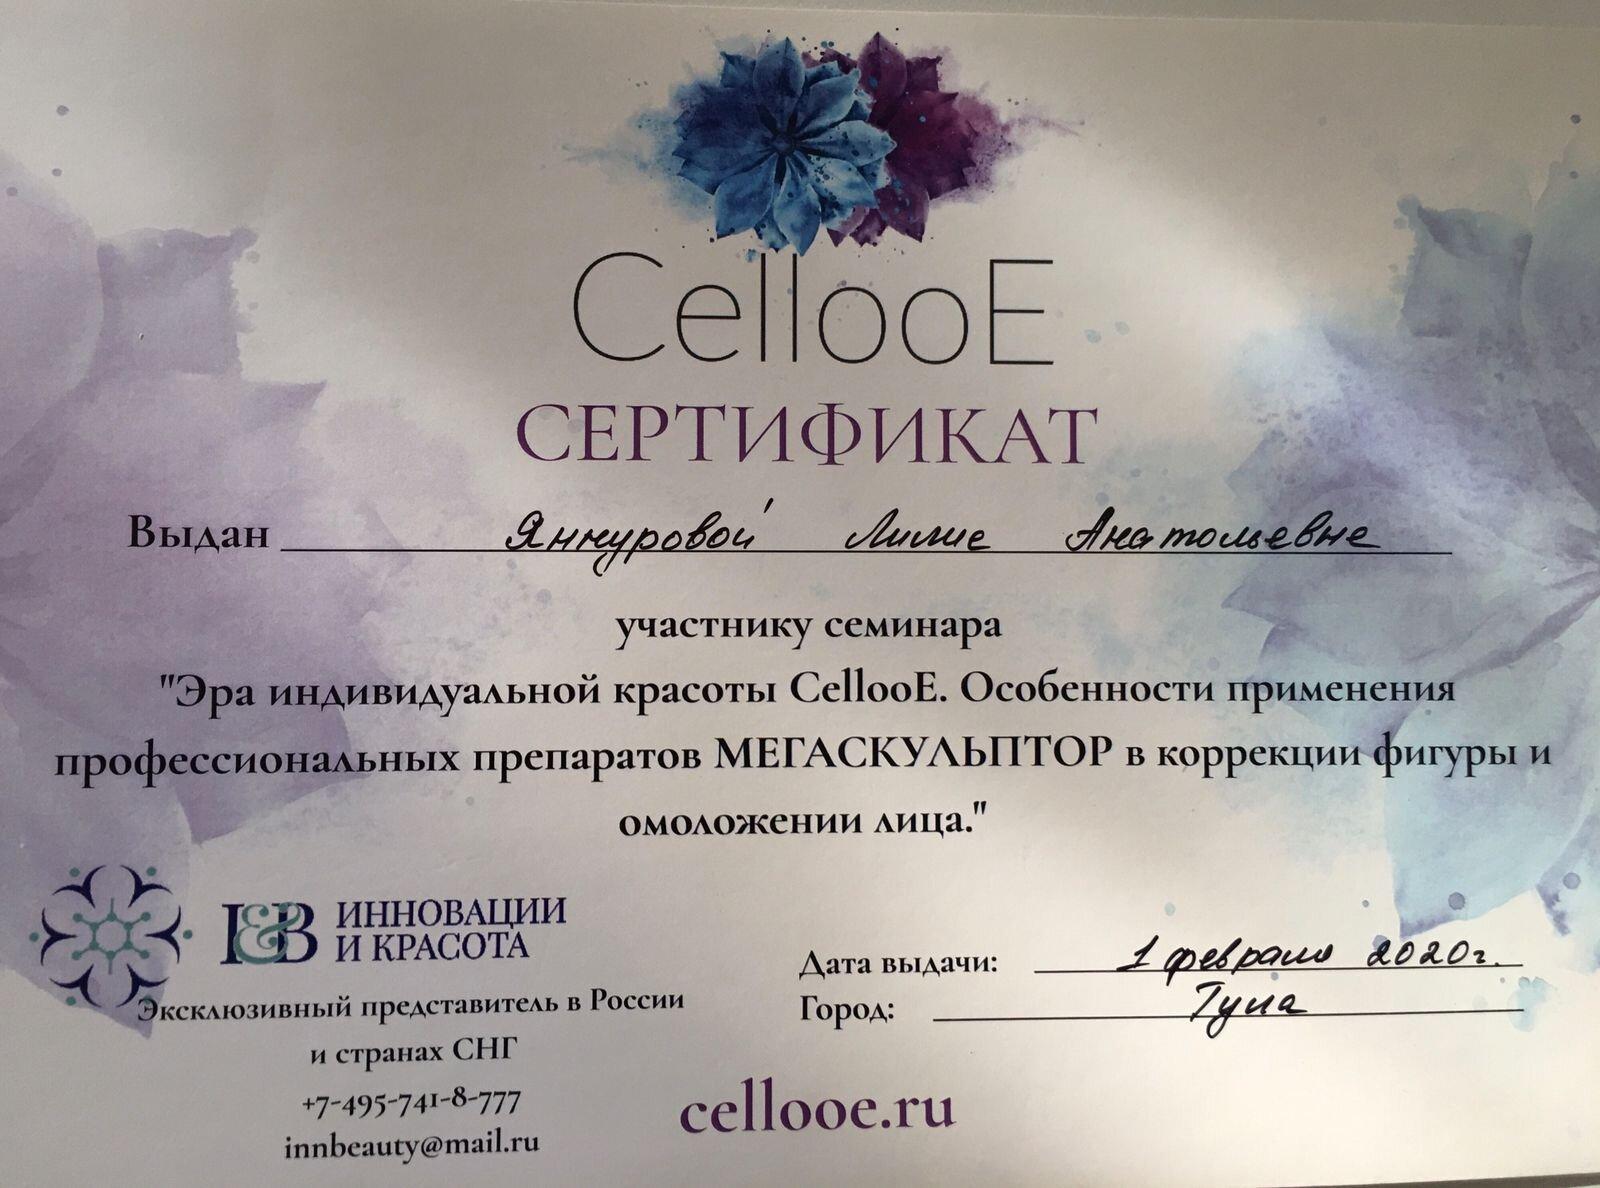 CellooE
СЕРТИФИКАТ
Выдан Яннуровой Лилие Анатольевне
участнику семинара
"Эра индивидуальной красоты CellooE. Особенности применения
профессиональных препаратов МЕГАСКУЛЬПТОР в коррекции фигуры и
омоложении лица."
I&B ИННОВАЦИИ
И КРАСОТА
Эксклюзивный представитель в России
и странах СНГ
+7-495-741-8-777
innbeauty@mail.ru
Дата выдачи: 1 февраля 2020г.
Город: Тула
cellooe.ru